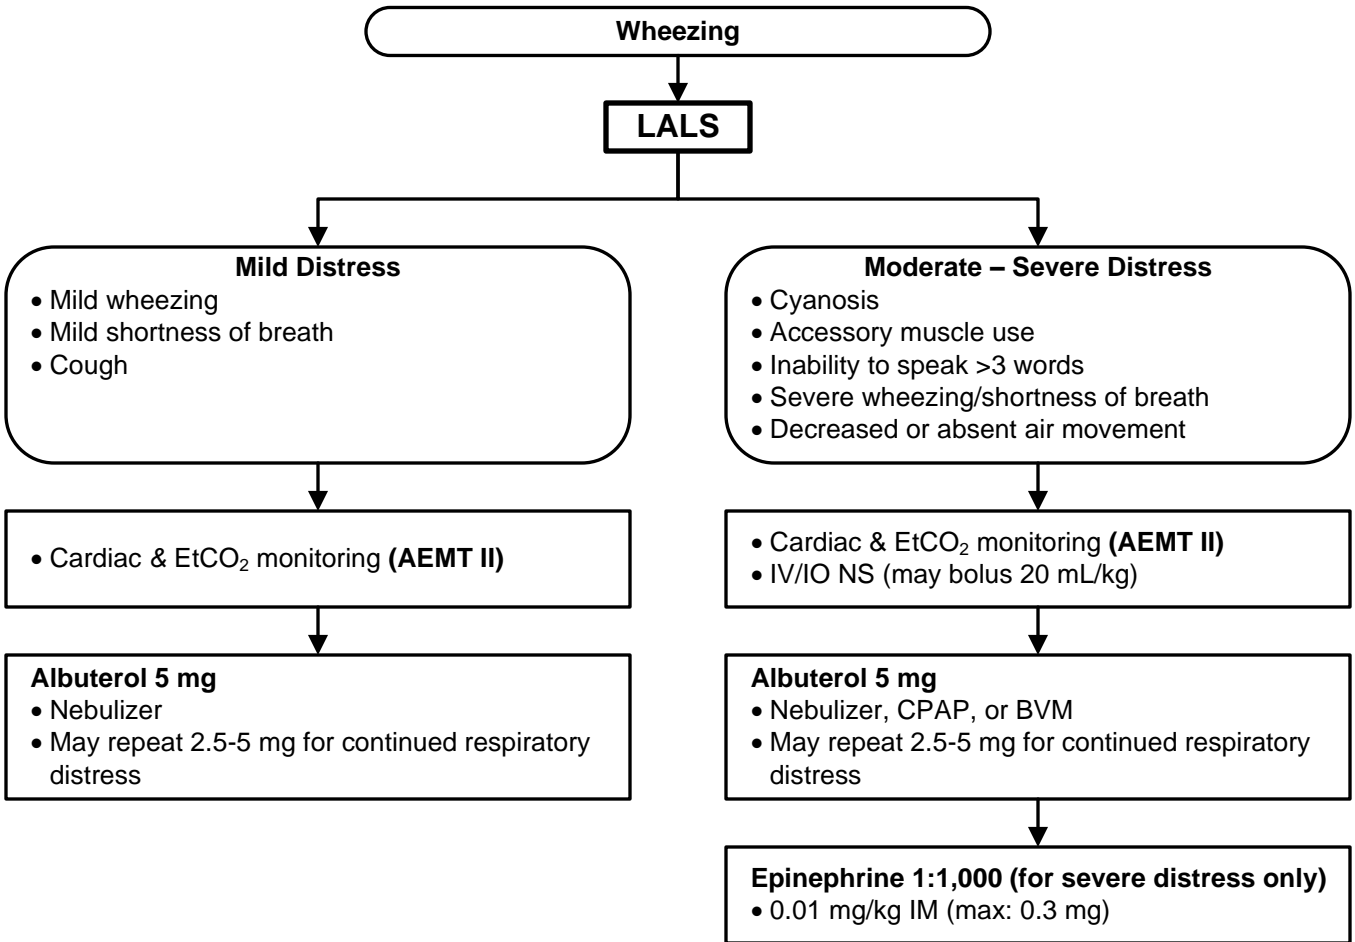 Wheezing
LALS
Mild Distress
• Mild wheezing
• Mild shortness of breath
• Cough
Moderate – Severe Distress
• Cyanosis
• Accessory muscle use
• Inability to speak >3 words
• Severe wheezing/shortness of breath
• Decreased or absent air movement
• Cardiac & EtCO₂ monitoring (AEMT II)
• Cardiac & EtCO₂ monitoring (AEMT II)
• IV/IO NS (may bolus 20 mL/kg)
Albuterol 5 mg
• Nebulizer
• May repeat 2.5-5 mg for continued respiratory
distress
Albuterol 5 mg
• Nebulizer, CPAP, or BVM
• May repeat 2.5-5 mg for continued respiratory
distress
Epinephrine 1:1,000 (for severe distress only)
• 0.01 mg/kg IM (max: 0.3 mg)